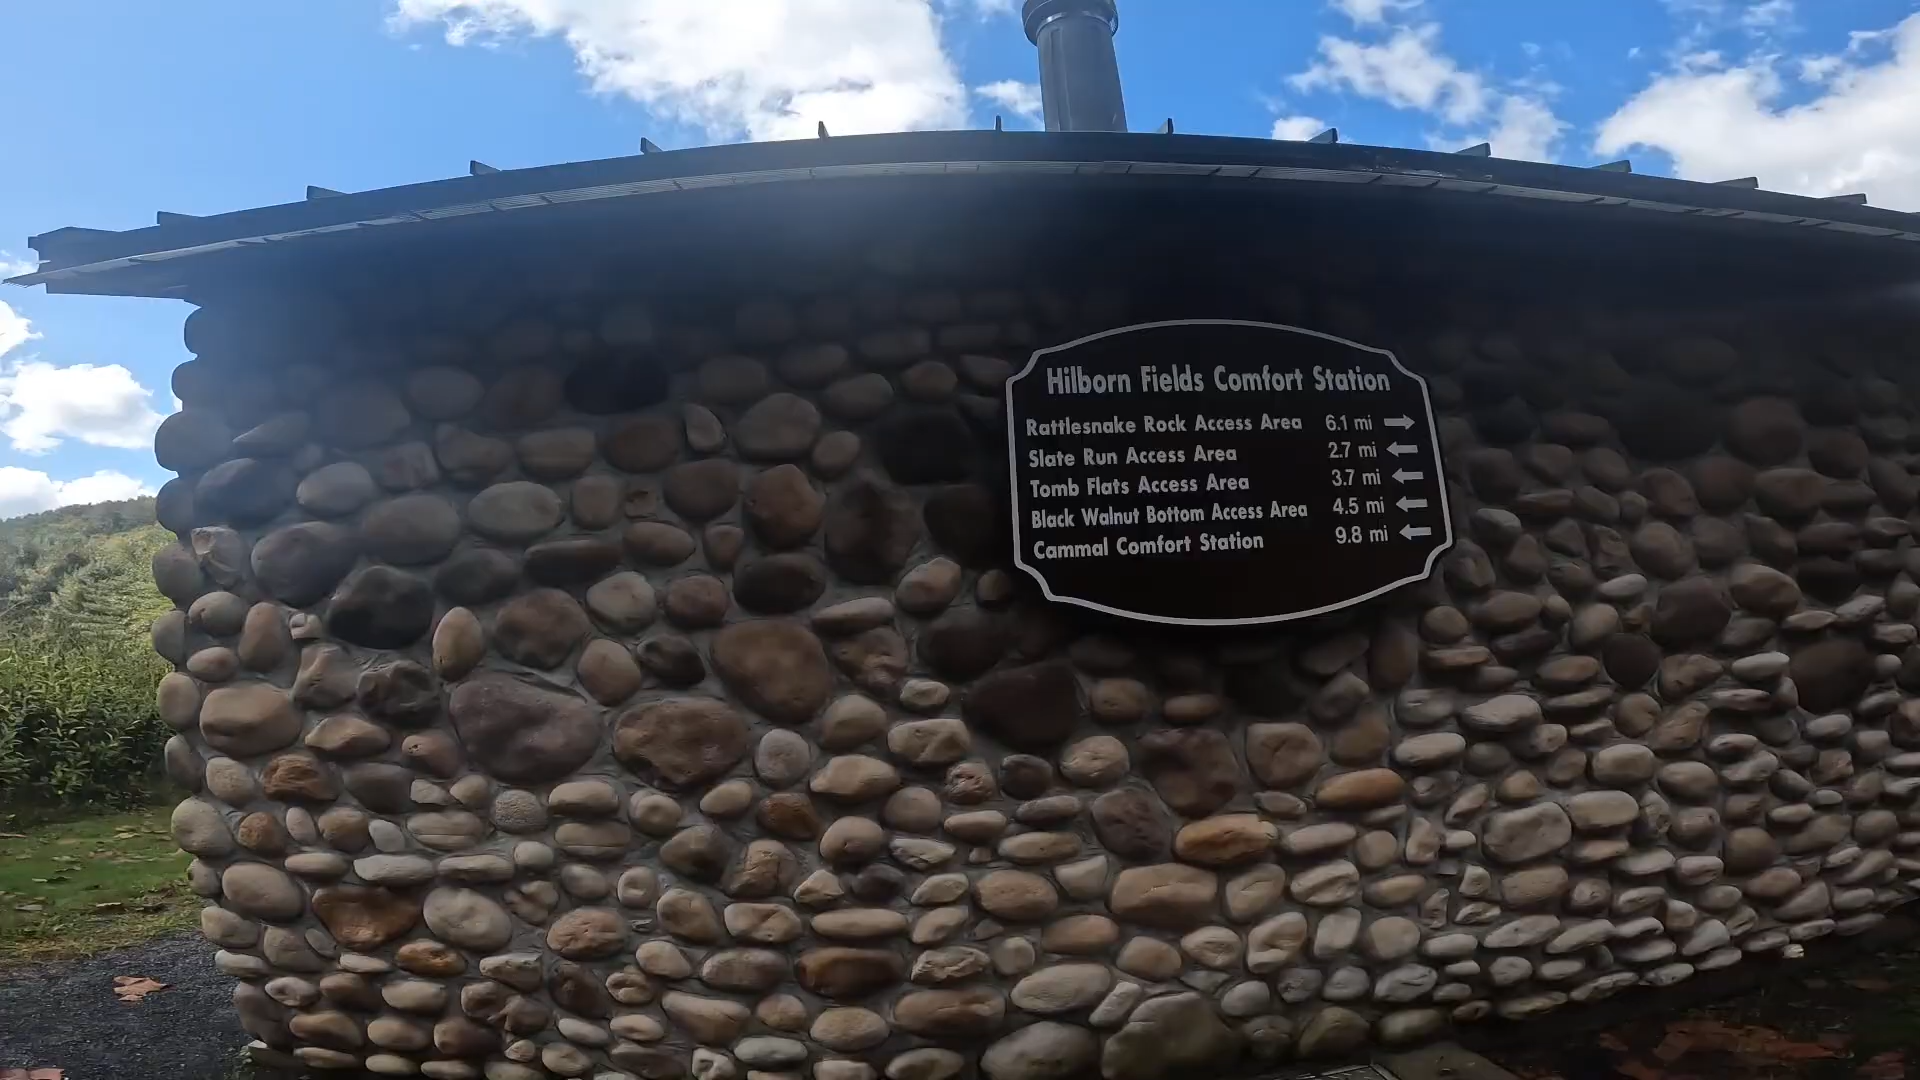 Hilborn Fields Comfort Station
Rattlesnake Rock Access Area 6.1 mi →
Slate Run Access Area 2.7 mi ←
Tomb Flats Access Area 3.7 mi ←
Black Walnut Bottom Access Area 4.5 mi ←
Cammal Comfort Station 9.8 mi ←